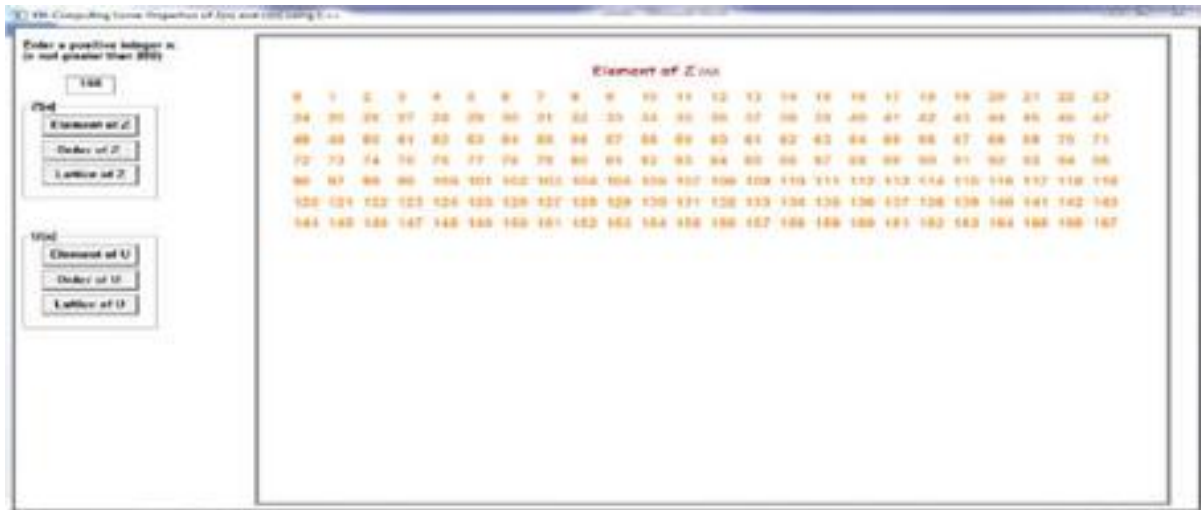 Computing Some Properties of Z(n) and U(n) using C++
Enter a positive integer n
(n not greater than
168
Z(n)
Element of Z
Order of Z
Lattice of Z
U(n)
Element of U
Order of U
Lattice of U
Element of Z 168
0 1 2 3 4 5 6 7 8 9 10 11 12 13 14 15 16 17 18 19 20 21 22 23
24 25 26 27 28 29 30 31 32 33 34 35 36 37 38 39 40 41 42 43 44 45 46 47
48 49 50 51 52 53 54 55 56 57 58 59 60 61 62 63 64 65 66 67 68 69 70 71
72 73 74 75 76 77 78 79 80 81 82 83 84 85 86 87 88 89 90 91 92 93 94 95
96 97 98 99 100 101 102 103 104 105 106 107 108 109 110 111 112 113 114 115 116 117 118 119
120 121 122 123 124 125 126 127 128 129 130 131 132 133 134 135 136 137 138 139 140 141 142 143
144 145 146 147 148 149 150 151 152 153 154 155 156 157 158 159 160 161 162 163 164 165 166 167